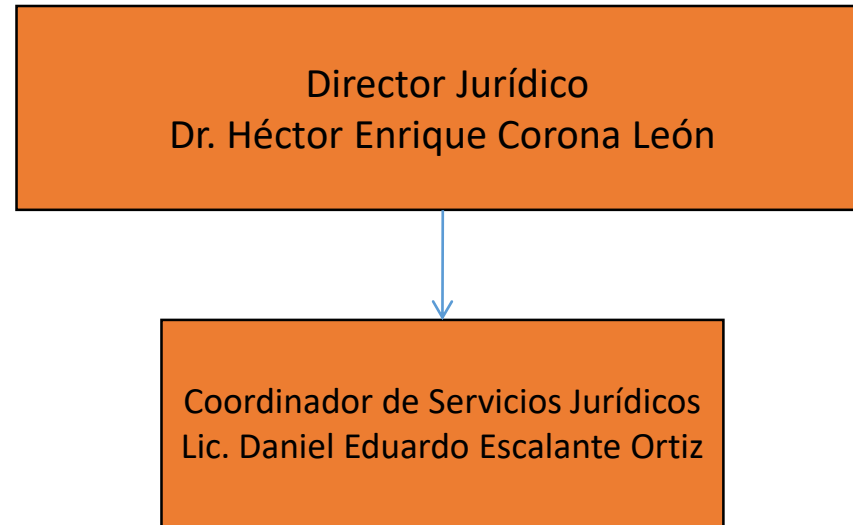 Director Jurídico
Dr. Héctor Enrique Corona León
Coordinador de Servicios Jurídicos
Lic. Daniel Eduardo Escalante Ortiz